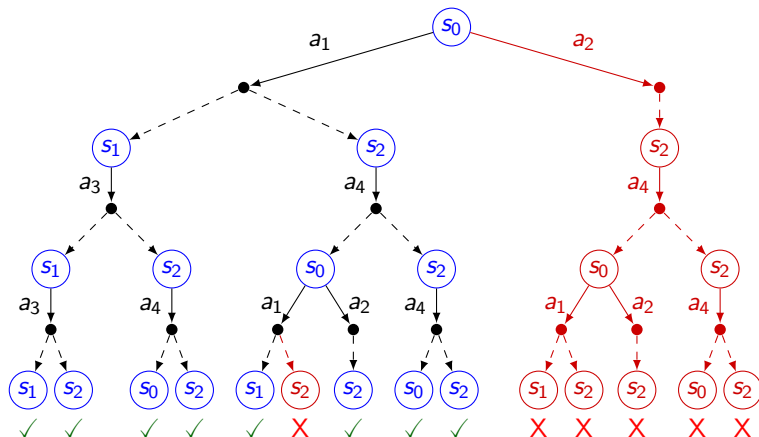 s₀
a₁ a₂
s₁ s₂ s₂
a₃ a₄ a₄
s₁ s₂ s₀ s₂ s₀ s₂
a₃ a₄ a₁ a₂ a₄ a₁ a₂ a₄
s₁ s₂ s₀ s₂ s₁ s₂ s₂ s₀ s₂ s₁ s₂ s₂ s₀ s₂
✓ ✓ ✓ ✓ ✓ X ✓ ✓ ✓ X X X X X